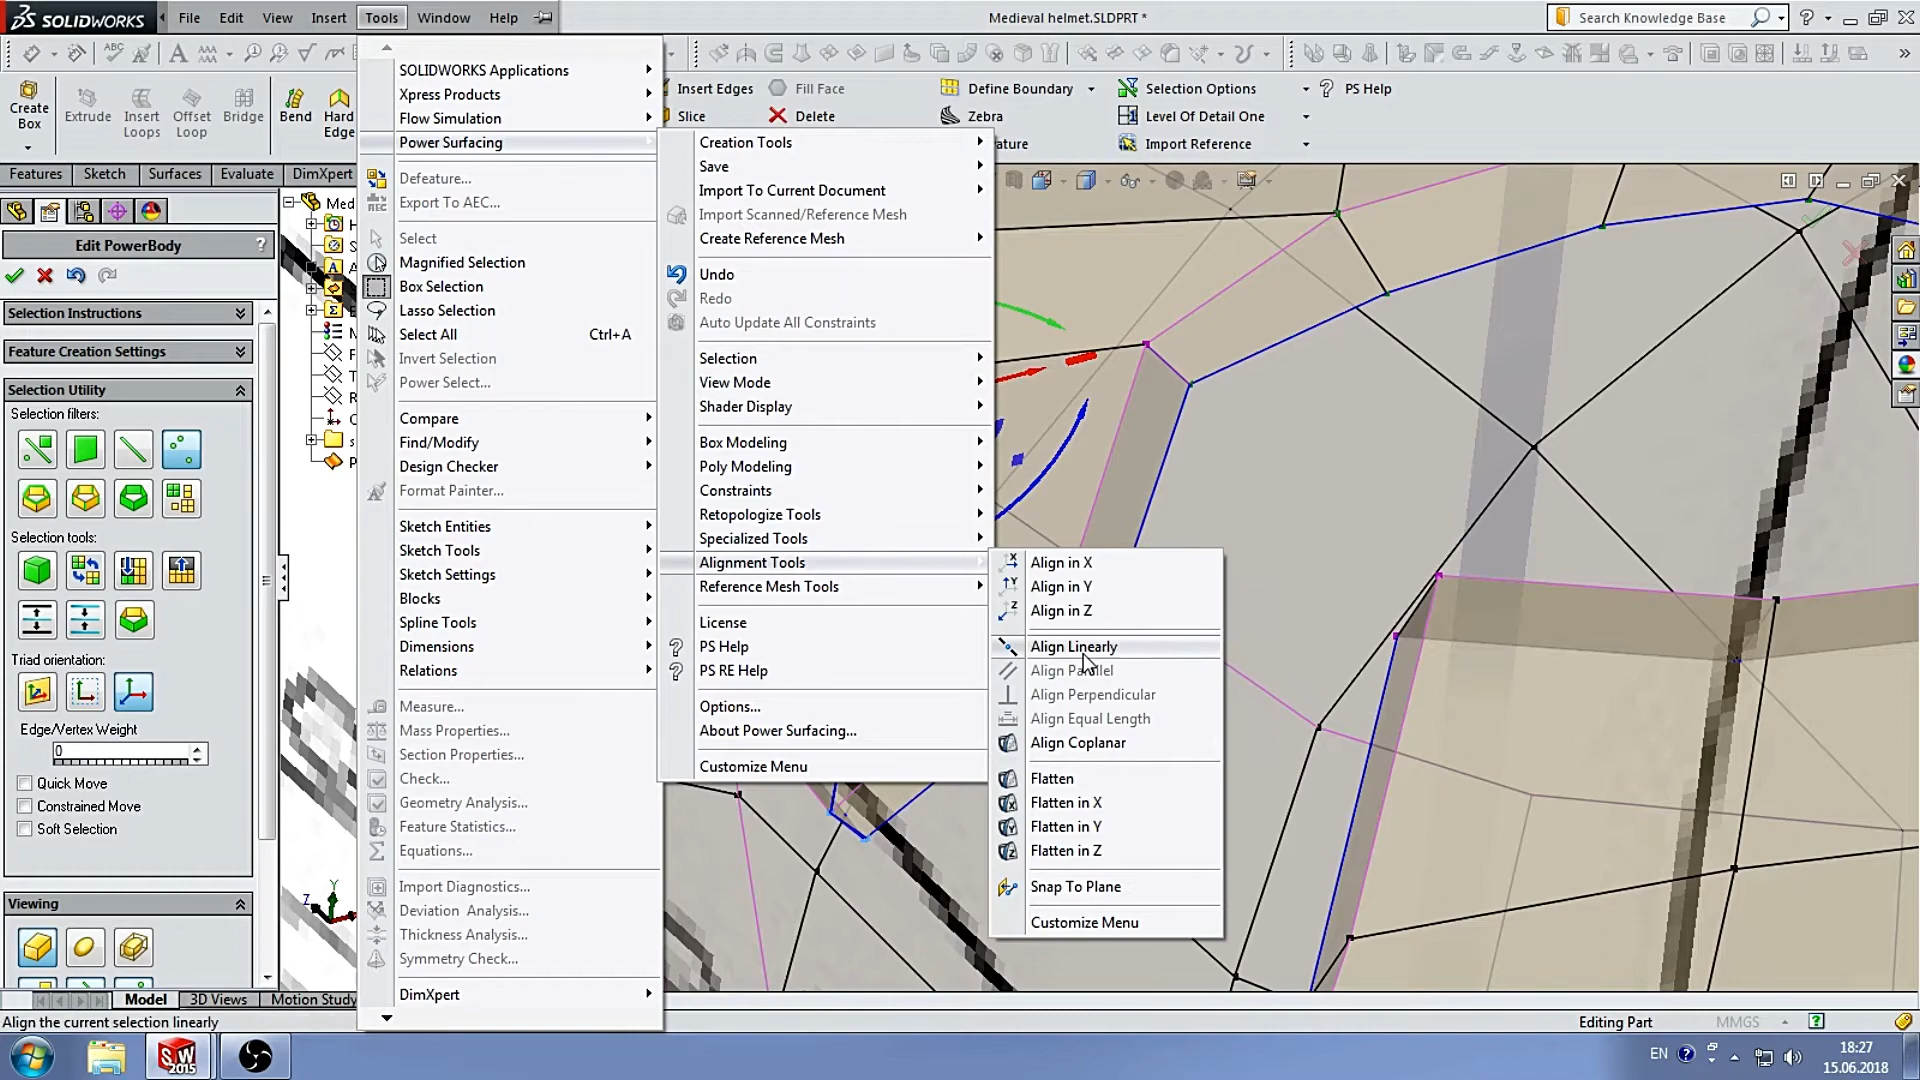 SOLIDWORKS
File Edit View Insert Tools Window Help
Medieval helmet.SLDPRT *
Search Knowledge Base
Create Box
Extrude
Insert Loops
Offset Loop
Bridge
Bend
Hard Edge
Insert Edges
Fill Face
Define Boundary
Selection Options
PS Help
Slice
Delete
Zebra
Level Of Detail One
ature
Import Reference
Features Sketch Surfaces Evaluate DimXpert
Edit PowerBody ?
Selection Instructions
Feature Creation Settings
Selection Utility
Selection filters:
Selection tools:
Triad orientation:
Edge/Vertex Weight
0
Quick Move
Constrained Move
Soft Selection
Viewing
Med
SOLIDWORKS Applications
Xpress Products
Flow Simulation
Power Surfacing
Defeature...
Export To AEC...
Select
Magnified Selection
Box Selection
Lasso Selection
Select All Ctrl+A
Invert Selection
Power Select...
Compare
Find/Modify
Design Checker
Format Painter...
Sketch Entities
Sketch Tools
Sketch Settings
Blocks
Spline Tools
Dimensions
Relations
Measure...
Mass Properties...
Section Properties...
Check...
Geometry Analysis...
Feature Statistics...
Equations...
Import Diagnostics...
Deviation Analysis...
Thickness Analysis...
Symmetry Check...
DimXpert
Creation Tools
Save
Import To Current Document
Import Scanned/Reference Mesh
Create Reference Mesh
Undo
Redo
Auto Update All Constraints
Selection
View Mode
Shader Display
Box Modeling
Poly Modeling
Constraints
Retopologize Tools
Specialized Tools
Alignment Tools
Reference Mesh Tools
License
PS Help
PS RE Help
Options...
About Power Surfacing...
Customize Menu
Align in X
Align in Y
Align in Z
Align Linearly
Align Parallel
Align Perpendicular
Align Equal Length
Align Coplanar
Flatten
Flatten in X
Flatten in Y
Flatten in Z
Snap To Plane
Customize Menu
Z Y
Model 3D Views Motion Study
Align the current selection linearly
Editing Part MMGS
SW 2015
EN
18:27
15.06.2018